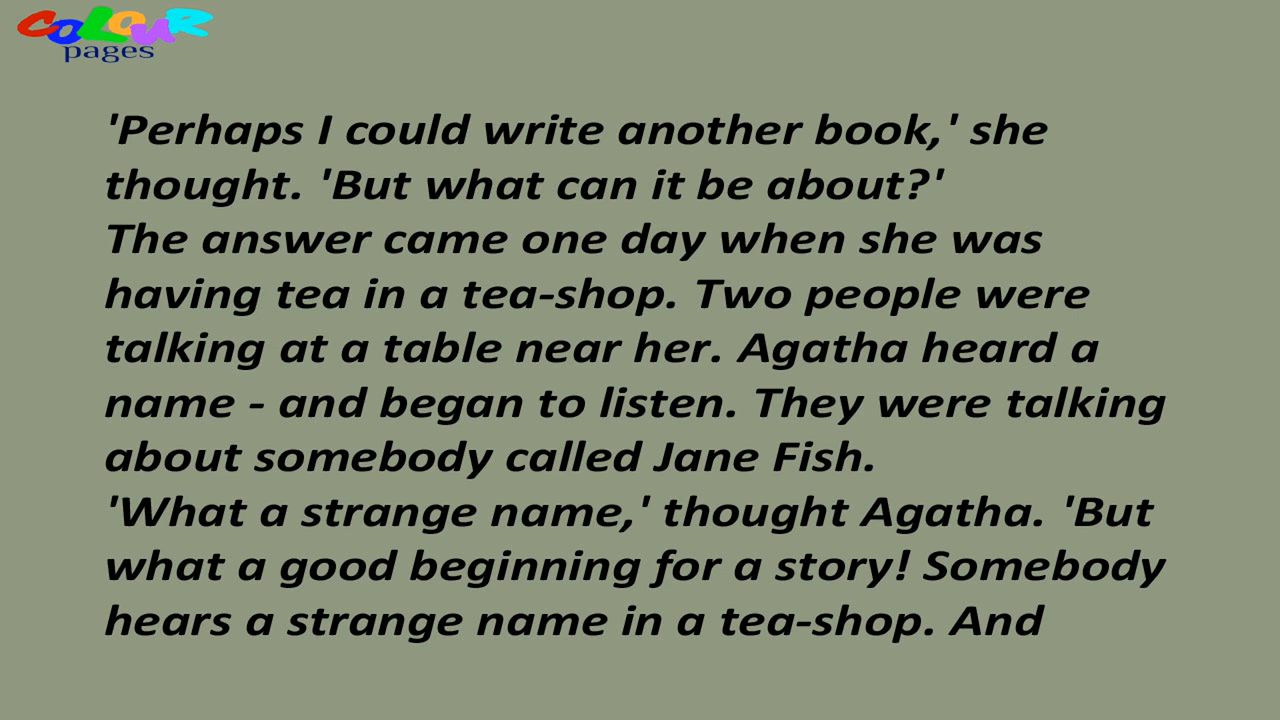 COLOUR
pages
'Perhaps I could write another book,' she
thought. 'But what can it be about?'
The answer came one day when she was
having tea in a tea-shop. Two people were
talking at a table near her. Agatha heard a
name - and began to listen. They were talking
about somebody called Jane Fish.
'What a strange name,' thought Agatha. 'But
what a good beginning for a story! Somebody
hears a strange name in a tea-shop. And